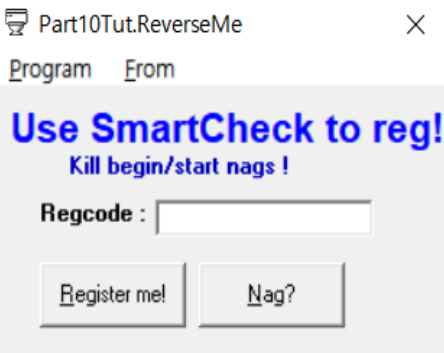 Part10Tut.ReverseMe
Program From
Use SmartCheck to reg!
Kill begin/start nags !
Regcode :
Register me! Nag?